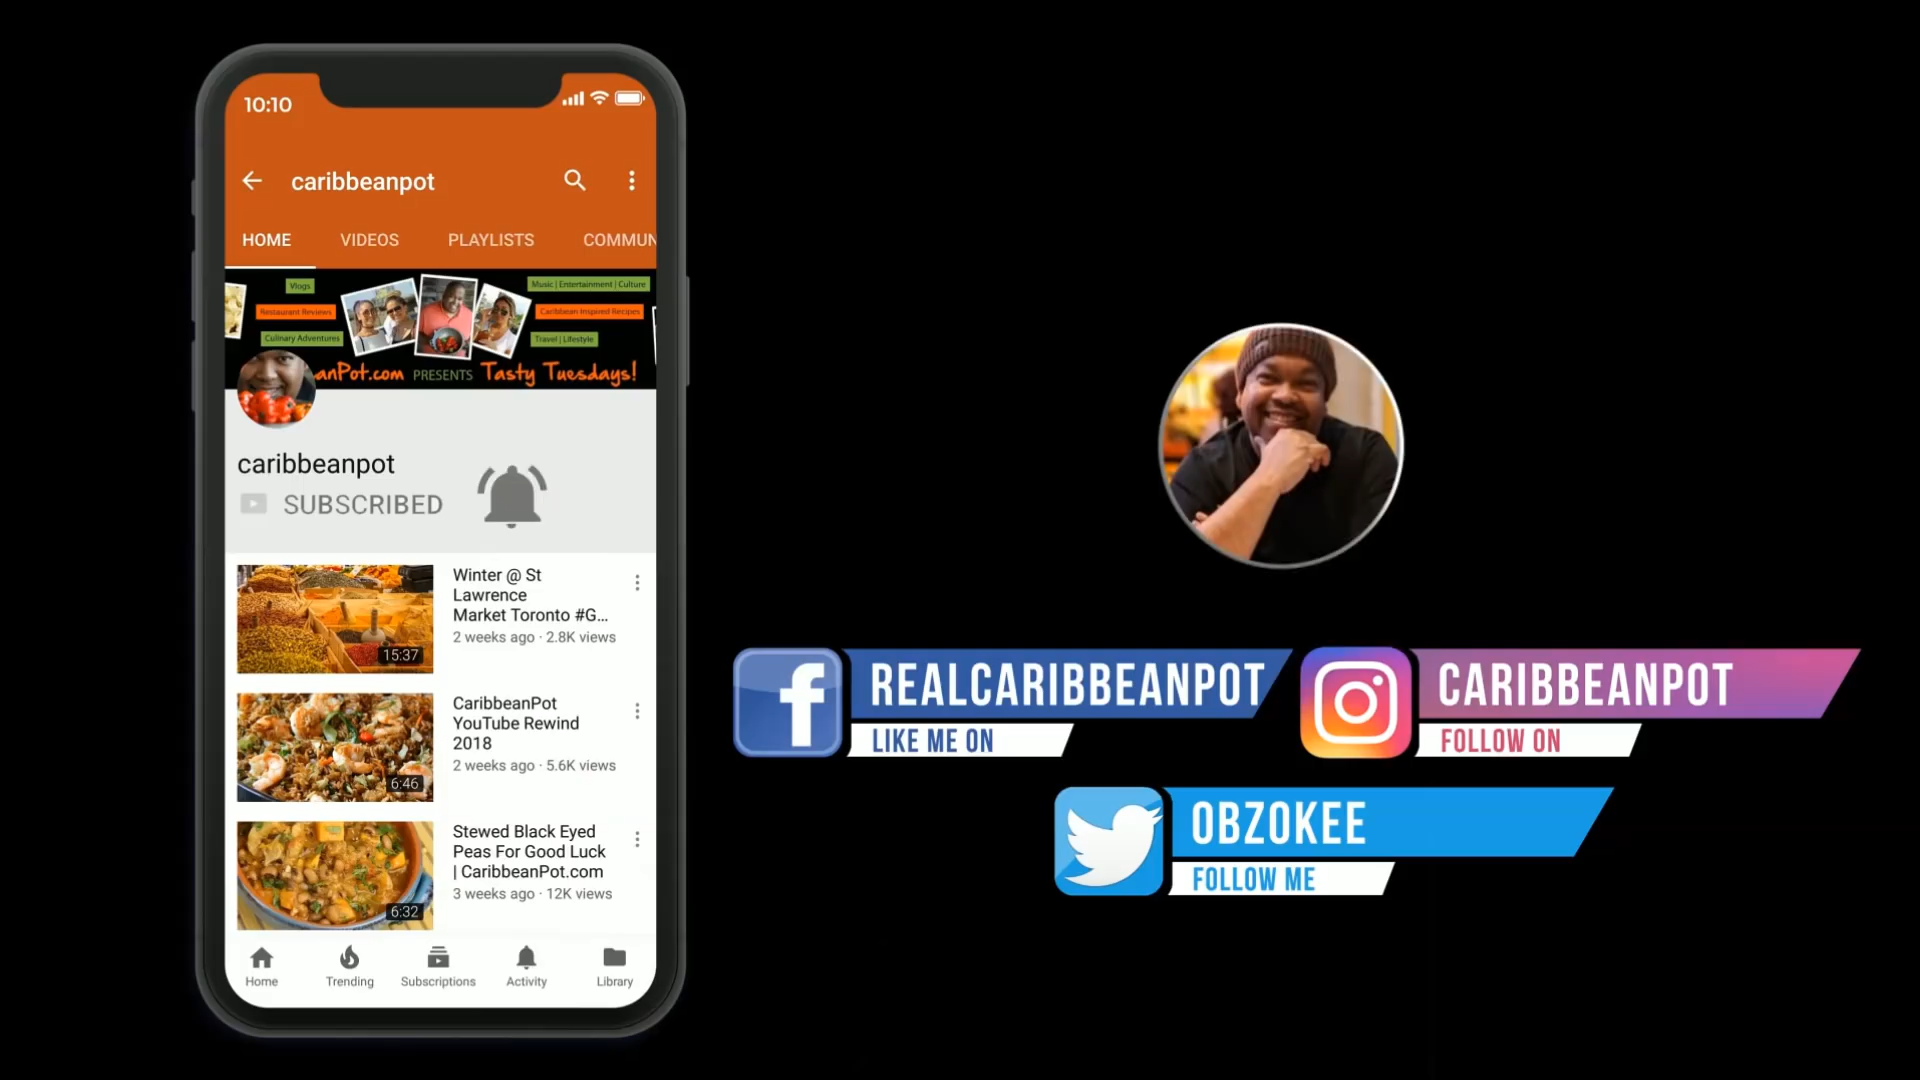 10:10
caribbeanpot
HOME VIDEOS PLAYLISTS COMMUN
Vlogs
Music | Entertainment | Culture
Restaurant Reviews
Caribbean Inspired Recipes
Culinary Adventures
Travel | Lifestyle
anPot.com PRESENTS Tasty Tuesdays!
caribbeanpot
SUBSCRIBED
Winter @ St
Lawrence
Market Toronto #G...
2 weeks ago · 2.8K views
15:37
CaribbeanPot
YouTube Rewind
2018
2 weeks ago · 5.6K views
6:46
Stewed Black Eyed
Peas For Good Luck
| CaribbeanPot.com
3 weeks ago · 12K views
6:32
Home Trending Subscriptions Activity Library
f REALCARIBBEANPOT
LIKE ME ON
CARIBBEANPOT
FOLLOW ON
OBZOKEE
FOLLOW ME